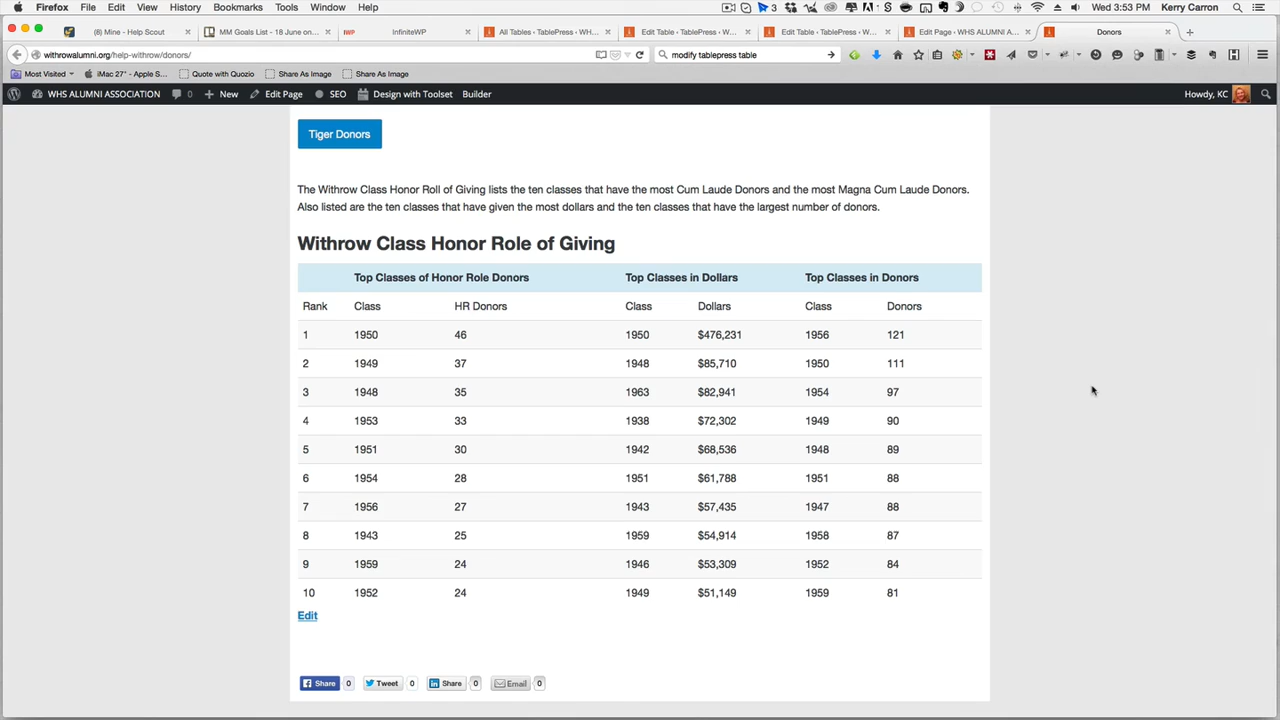 Firefox File Edit View History Bookmarks Tools Window Help 3 Wed 3:53 PM Kerry Carron
(8) Mine - Help Scout MM Goals List - 18 June on... InfiniteWP All Tables ‹ TablePress - WH... Edit Table ‹ TablePress - W... Edit Table ‹ TablePress - W... Edit Page ‹ WHS ALUMNI A... Donors
withrowalumni.org/help-withrow/donors/ modify tablepress table
Most Visited iMac 27" - Apple S... Quote with Quozio Share As Image Share As Image
WHS ALUMNI ASSOCIATION 0 New Edit Page SEO Design with Toolset Builder Howdy, KC
Tiger Donors
The Withrow Class Honor Roll of Giving lists the ten classes that have the most Cum Laude Donors and the most Magna Cum Laude Donors.
Also listed are the ten classes that have given the most dollars and the ten classes that have the largest number of donors.
Withrow Class Honor Role of Giving
Top Classes of Honor Role Donors Top Classes in Dollars Top Classes in Donors
Rank Class HR Donors Class Dollars Class Donors
1 1950 46 1950 $476,231 1956 121
2 1949 37 1948 $85,710 1950 111
3 1948 35 1963 $82,941 1954 97
4 1953 33 1938 $72,302 1949 90
5 1951 30 1942 $68,536 1948 89
6 1954 28 1951 $61,788 1951 88
7 1956 27 1943 $57,435 1947 88
8 1943 25 1959 $54,914 1958 87
9 1959 24 1946 $53,309 1952 84
10 1952 24 1949 $51,149 1959 81
Edit
Share 0 Tweet 0 Share 0 Email 0